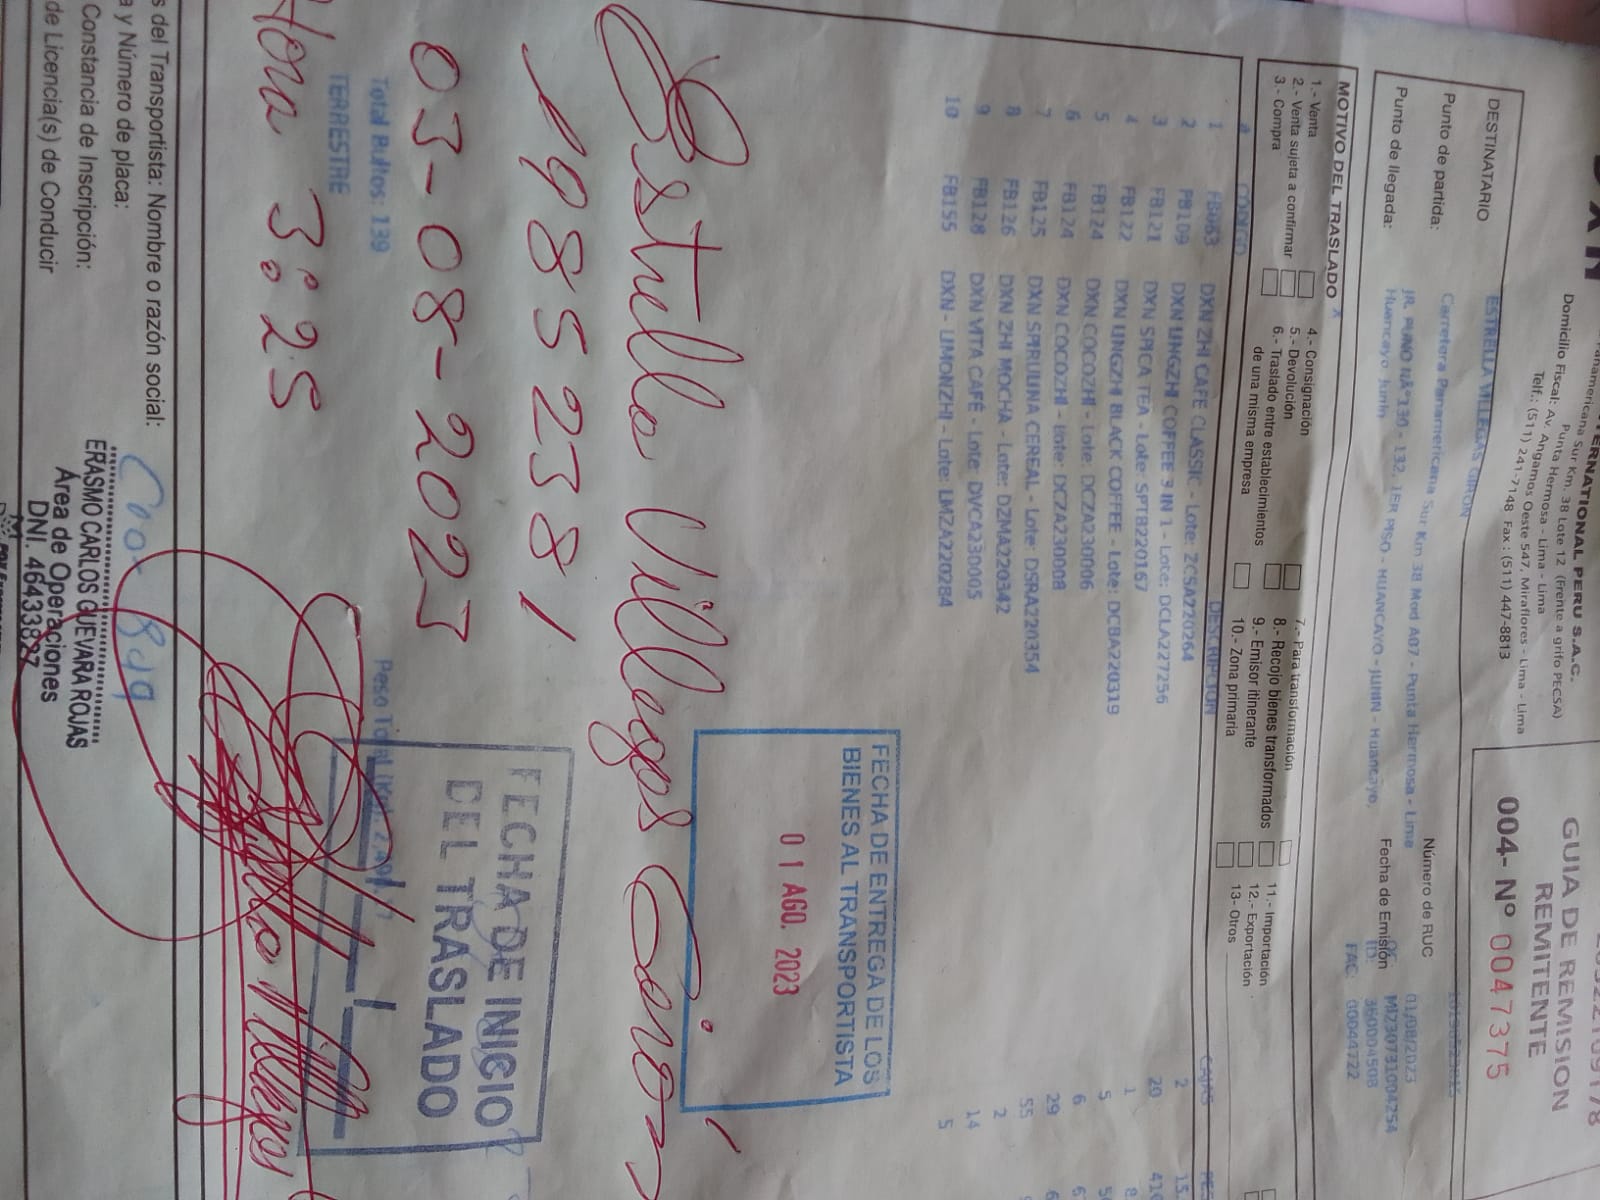 DXN
INTERNATIONAL PERU S.A.C.
Panamericana Sur Km. 38 Lote 12 (Frente a grifo PECSA)
Punta Hermosa - Lima - Lima
Domicilio Fiscal: Av. Angamos Oeste 547, Miraflores - Lima - Lima
Telf.: (511) 241-7148 Fax : (511) 447-8813
GUIA DE REMISION
REMITENTE
004- Nº 0047375
DESTINATARIO ESTRELLA VILLEGAS GIRON
Punto de partida: Carretera Panamericana Sur Km 38 Mod A07 - Punta Hermosa - Lima
Número de RUC
Punto de llegada: JR. PUNO N° 130 - 132, 1ER PISO - HUANCAYO - JUNIN - Huancayo,
Huancayo Junin
Fecha de Emisión 01/08/2023
MD230731004254
ID: 360004508
FAC: 00044722
MOTIVO DEL TRASLADO X
1.- Venta
2.- Venta sujeta a confirmar
3.- Compra
4.- Consignación
5.- Devolución
6.- Traslado entre establecimientos
de una misma empresa
7.- Para transformación
8.- Recojo bienes transformados
9.- Emisor itinerante
10.- Zona primaria
11.- Importación
12.- Exportación
13- Otros
# CODIGO DESCRIPCION CAJAS
1 FB063 DXN ZHI CAFE CLASSIC - Lote: ZCSA220264 2
2 FB109 DXN LINGZHI COFFEE 3 IN 1 - Lote: DCLA227256 20
3 FB121 DXN SPICA TEA - Lote: SPTB220167 1
4 FB122 DXN LINGZHI BLACK COFFEE - Lote: DCBA220319 5
5 FB124 DXN COCOZHI - Lote: DCZA230006 6
6 FB124 DXN COCOZHI - Lote: DCZA230008 29
7 FB125 DXN SPIRULINA CEREAL - Lote: DSRA220354 55
8 FB126 DXN ZHI MOCHA - Lote: DZMA220342 2
9 FB128 DXN VITA CAFÉ - Lote: DVCA230005 14
10 FB155 DXN - LIMONZHI - Lote: LMZA220284 5
FECHA DE ENTREGA DE LOS
BIENES AL TRANSPORTISTA
01 AGO. 2023
Estrella Villegas Girón
19852381
03-08-2023
Total Bultos: 139
TERRESTRE
FECHA DE INICIO
DEL TRASLADO
Hora 3:25
s del Transportista: Nombre o razón social:
a y Número de placa:
Constancia de Inscripción:
de Licencia(s) de Conducir
ERASMO CARLOS GUEVARA ROJAS
Área de Operaciones
DNI. 46433827